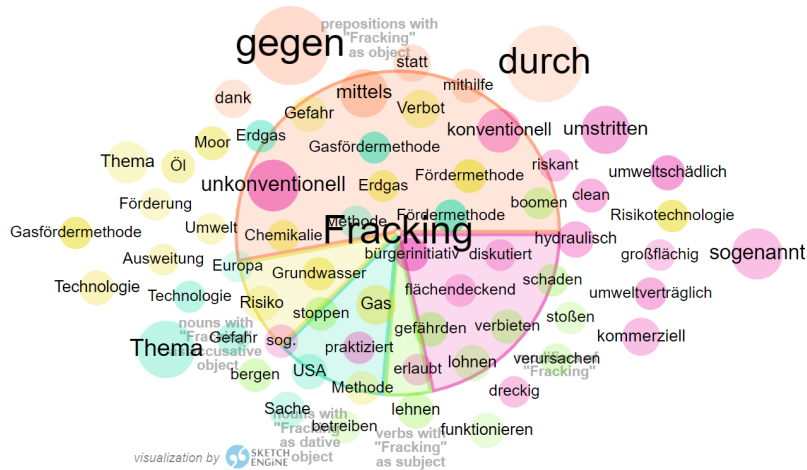 prepositions with
"Fracking"
as object
gegen
durch
statt
mittels
mithilfe
dank
Gefahr
Verbot
Moor
Erdgas
konventionell
umstritten
Gasfördermethode
Thema
Öl
riskant
umweltschädlich
unkonventionell
Erdgas
Fördermethode
clean
Förderung
boomen
Methode
Fördermethode
Risikotechnologie
Umwelt
Fracking
Gasfördermethode
Chemikalie
hydraulisch
bürgerinitiativ
diskutiert
großflächig
sogenannt
Ausweitung
Europa
Grundwasser
schaden
Technologie
Technologie
flächendeckend
umweltverträglich
Risiko
Gas
stoppen
stoßen
nouns with
"Fracking"
as accusative
object
gefährden
verbieten
Gefahr
sog.
kommerziell
Thema
praktiziert
verursachen
"Fracking"
bergen
USA
erlaubt
lohnen
Methode
dreckig
Sache
lehnen
nouns with
"Fracking"
as dative
object
betreiben
funktionieren
verbs with
"Fracking"
as subject
visualization by SKETCH
ENGINE